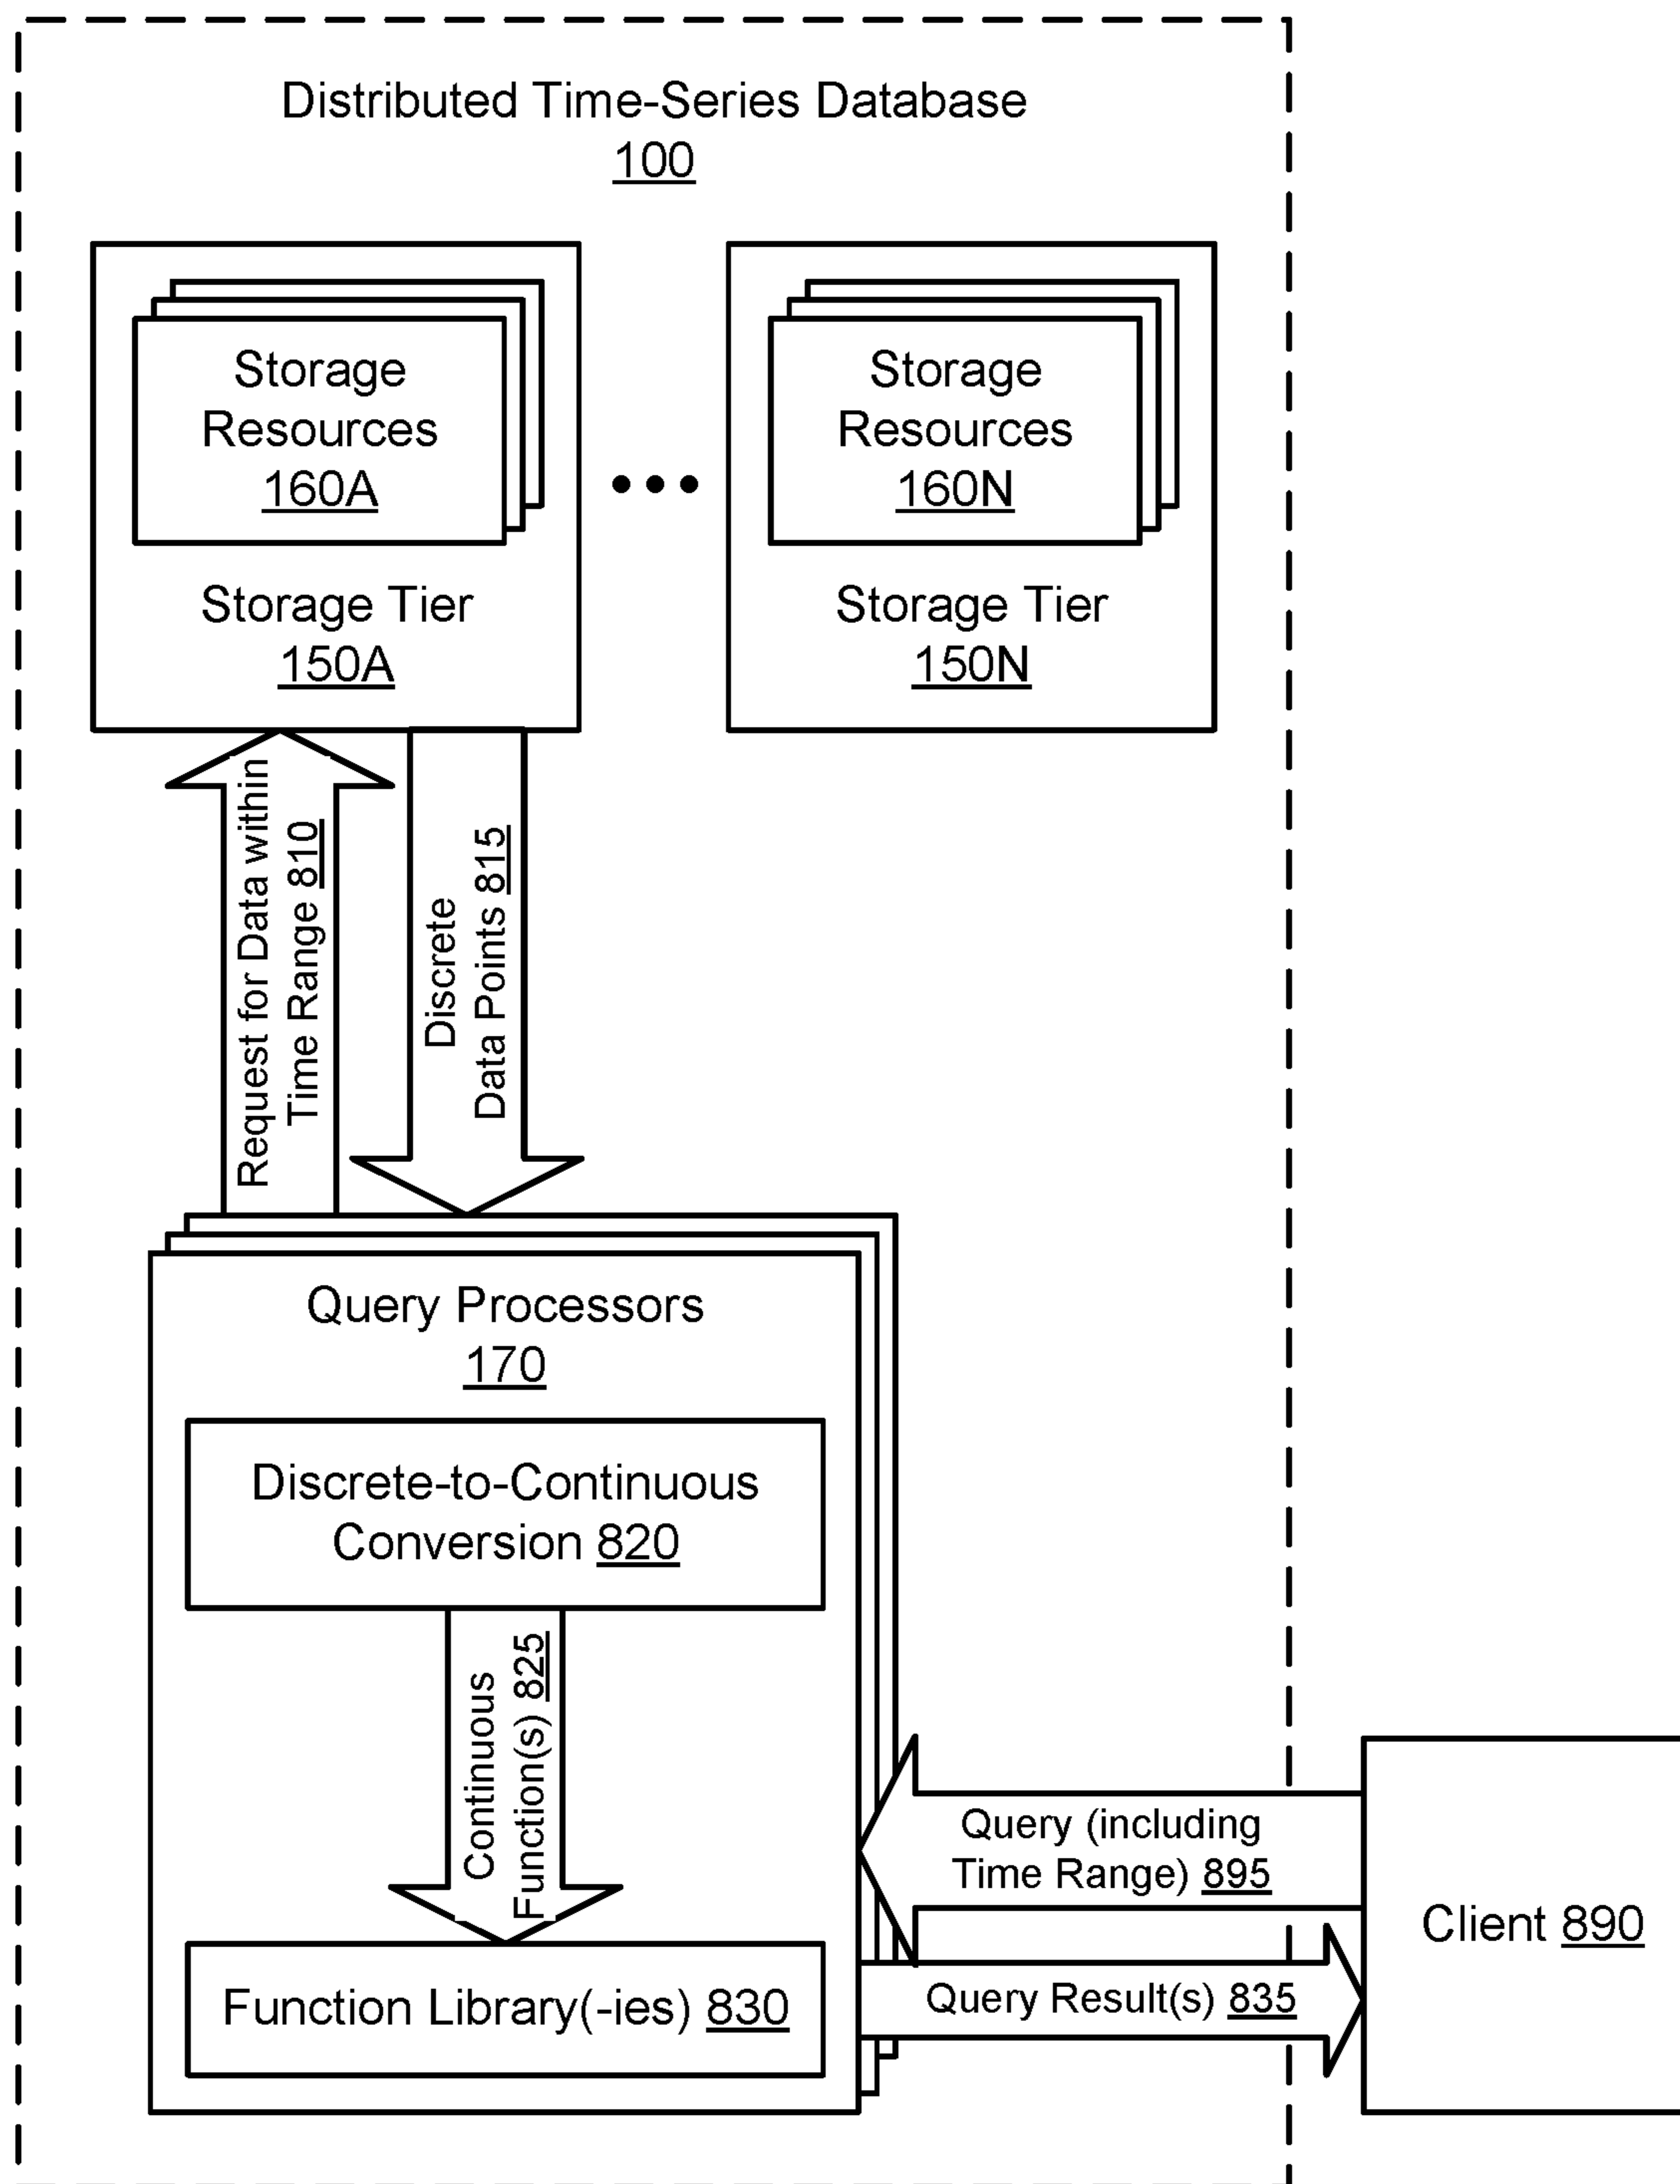 Distributed Time-Series Database
100
Storage
Resources
160A
Storage Tier
150A
Storage
Resources
160N
Storage Tier
150N
Request for Data within
Time Range 810
Discrete
Data Points 815
Query Processors
170
Discrete-to-Continuous
Conversion 820
Continuous
Function(s) 825
Function Library(-ies) 830
Query (including
Time Range) 895
Query Result(s) 835
Client 890